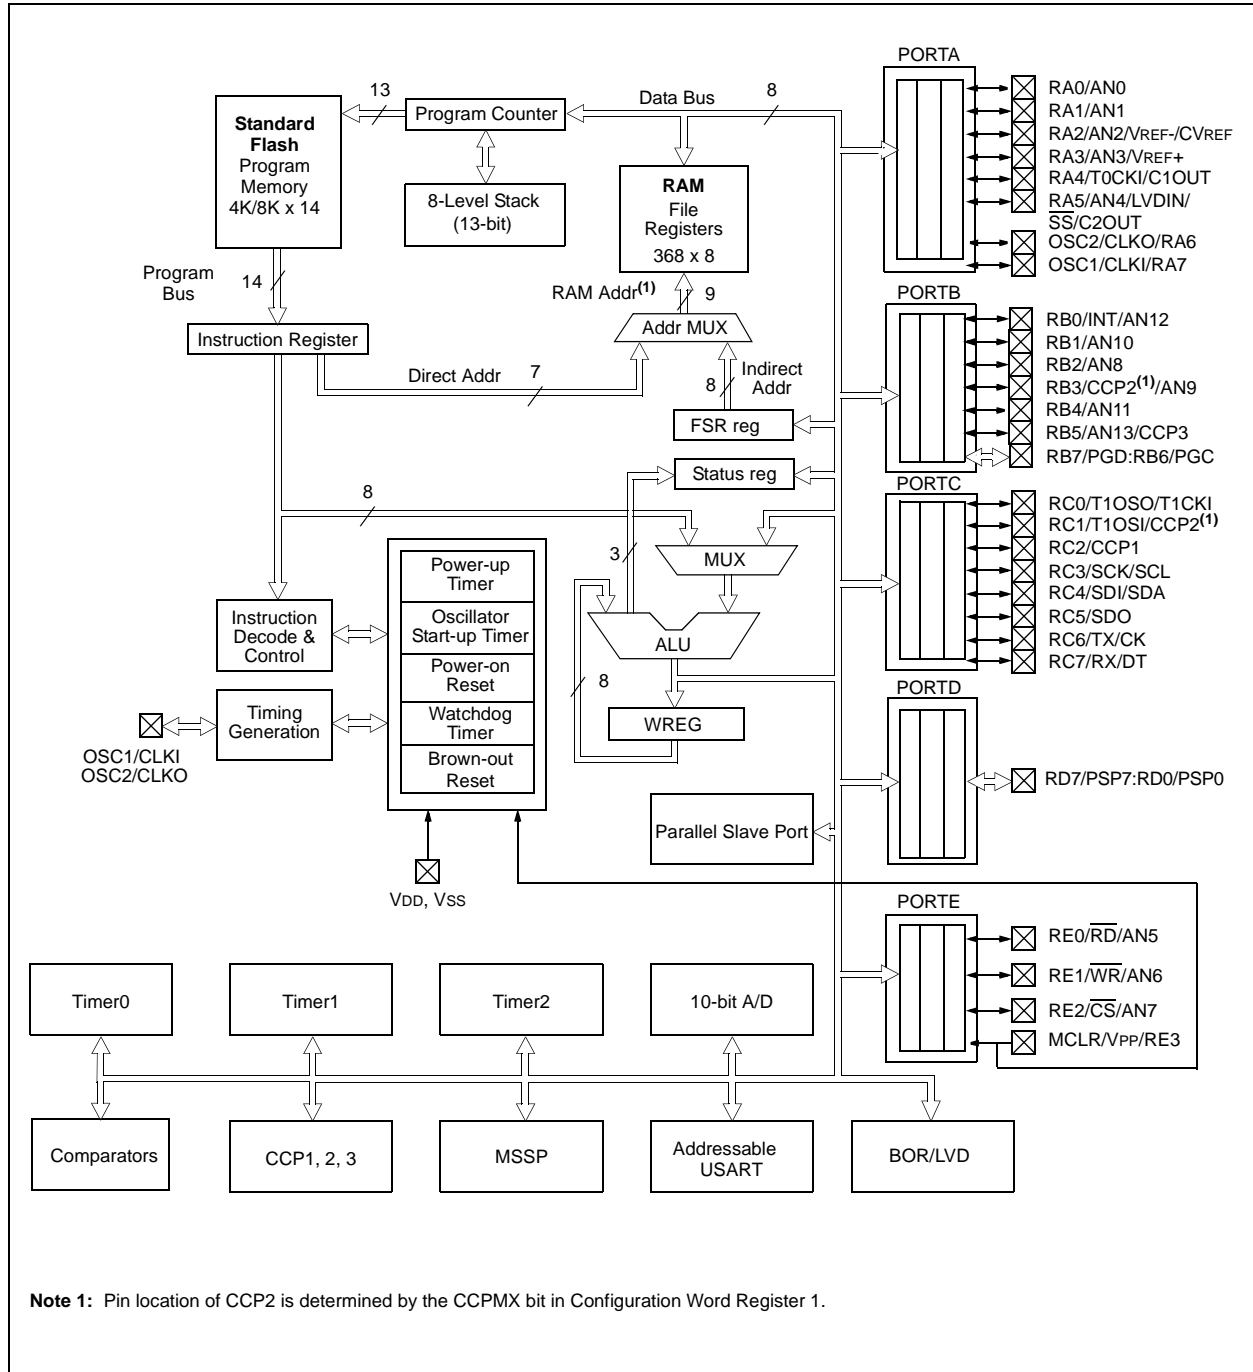 PORTA
13
Data Bus
8
Standard
Flash
Program
Memory
4K/8K x 14
Program Counter
8-Level Stack
(13-bit)
RAM
File
Registers
368 x 8
RA0/AN0
RA1/AN1
RA2/AN2/VREF-/CVREF
RA3/AN3/VREF+
RA4/T0CKI/C1OUT
RA5/AN4/LVDIN/
SS/C2OUT
OSC2/CLKO/RA6
OSC1/CLKI/RA7
Program
Bus
14
RAM Addr(1)
9
Addr MUX
Instruction Register
Direct Addr
7
8
Indirect
Addr
FSR reg
Status reg
PORTB
RB0/INT/AN12
RB1/AN10
RB2/AN8
RB3/CCP2(1)/AN9
RB4/AN11
RB5/AN13/CCP3
RB7/PGD:RB6/PGC
PORTC
RC0/T1OSO/T1CKI
RC1/T1OSI/CCP2(1)
RC2/CCP1
RC3/SCK/SCL
RC4/SDI/SDA
RC5/SDO
RC6/TX/CK
RC7/RX/DT
8
3
MUX
ALU
8
WREG
Power-up
Timer
Oscillator
Start-up Timer
Power-on
Reset
Watchdog
Timer
Brown-out
Reset
Instruction
Decode &
Control
Timing
Generation
OSC1/CLKI
OSC2/CLKO
VDD, VSS
Parallel Slave Port
PORTD
RD7/PSP7:RD0/PSP0
PORTE
RE0/RD/AN5
RE1/WR/AN6
RE2/CS/AN7
MCLR/VPP/RE3
Timer0
Timer1
Timer2
10-bit A/D
Comparators
CCP1, 2, 3
MSSP
Addressable
USART
BOR/LVD
Note 1: Pin location of CCP2 is determined by the CCPMX bit in Configuration Word Register 1.